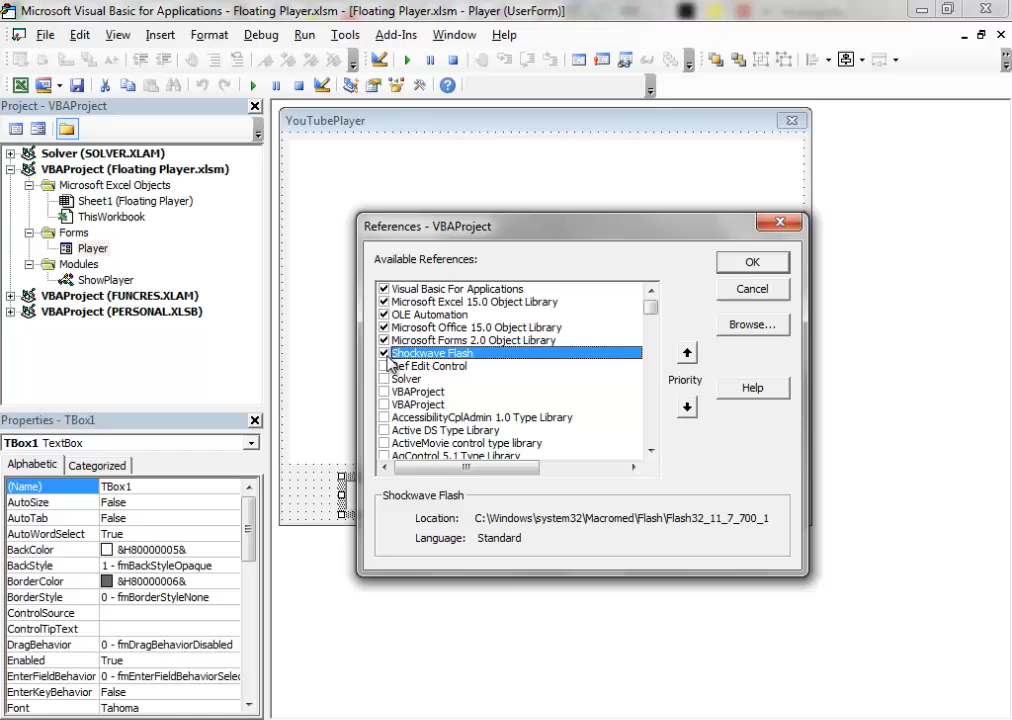 Microsoft Visual Basic for Applications - Floating Player.xlsm - [Floating Player.xlsm - Player (UserForm)]
File Edit View Insert Format Debug Run Tools Add-Ins Window Help
Project - VBAProject
Solver (SOLVER.XLAM)
VBAProject (Floating Player.xlsm)
Microsoft Excel Objects
Sheet1 (Floating Player)
ThisWorkbook
Forms
Player
Modules
ShowPlayer
VBAProject (FUNCRES.XLAM)
VBAProject (PERSONAL.XLSB)
Properties - TBox1
TBox1 TextBox
Alphabetic Categorized
(Name) TBox1
AutoSize False
AutoTab False
AutoWordSelect True
BackColor &H80000005&
BackStyle 1 - fmBackStyleOpaque
BorderColor &H80000006&
BorderStyle 0 - fmBorderStyleNone
ControlSource
ControlTipText
DragBehavior 0 - fmDragBehaviorDisabled
Enabled True
EnterFieldBehavior 0 - fmEnterFieldBehaviorSelec
EnterKeyBehavior False
Font Tahoma
YouTubePlayer
References - VBAProject
Available References:
Visual Basic For Applications
Microsoft Excel 15.0 Object Library
OLE Automation
Microsoft Office 15.0 Object Library
Microsoft Forms 2.0 Object Library
Shockwave Flash
Ref Edit Control
Solver
VBAProject
VBAProject
AccessibilityCplAdmin 1.0 Type Library
Active DS Type Library
ActiveMovie control type library
AgControl 5.1 Type Library
OK
Cancel
Browse...
Priority
Help
Shockwave Flash
Location: C:\Windows\system32\Macromed\Flash\Flash32_11_7_700_1
Language: Standard